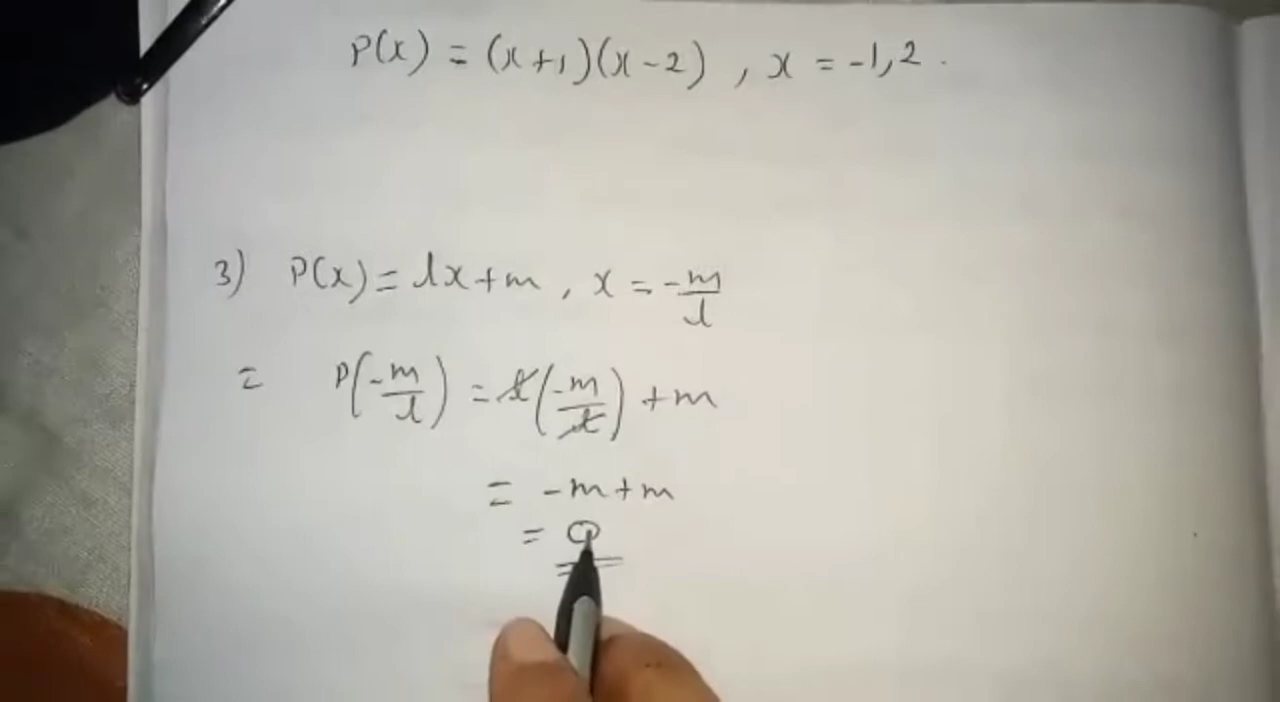 P(x) = (x+1)(x-2) , x = -1,2 .
3) P(x) = lx+m , x = -m/l
= P(-m/l) = l(-m/l) +m
= -m+m
= 0